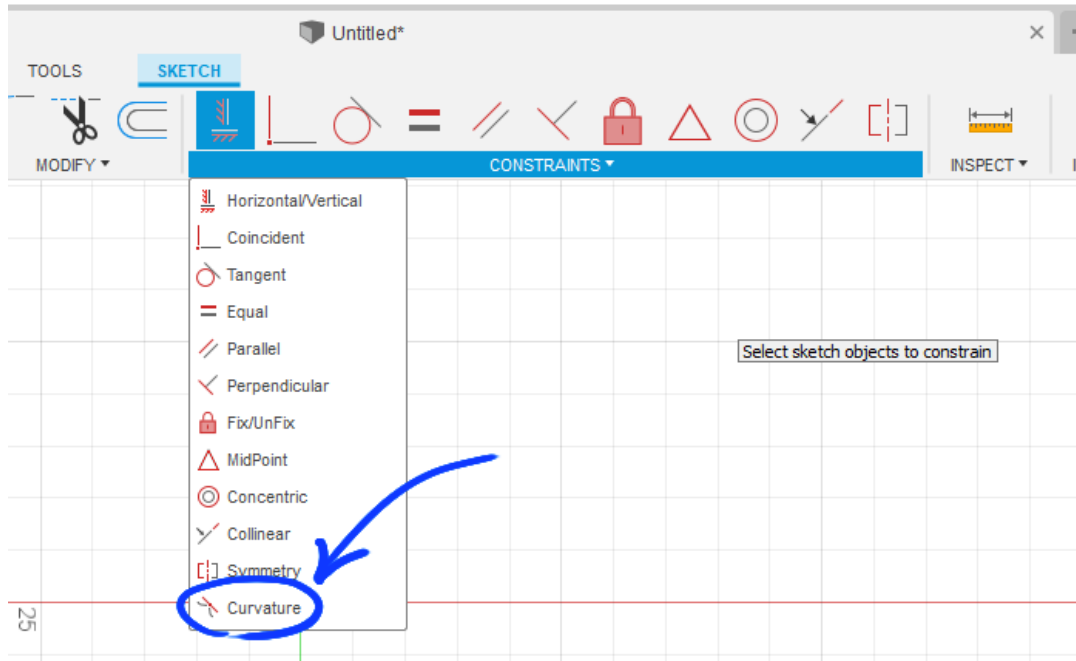 Untitled*
TOOLS SKETCH
MODIFY CONSTRAINTS INSPECT
Horizontal/Vertical
Coincident
Tangent
Equal
Parallel
Select sketch objects to constrain
Perpendicular
Fix/UnFix
MidPoint
Concentric
Collinear
Symmetry
Curvature
25